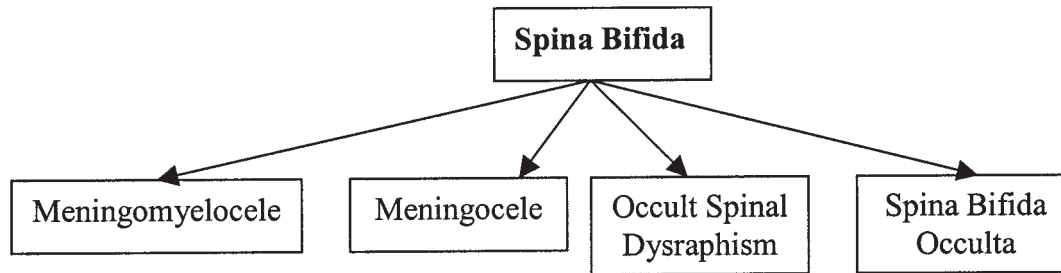 Spina Bifida
Meningomyelocele
Meningocele
Occult Spinal
Dysraphism
Spina Bifida
Occulta